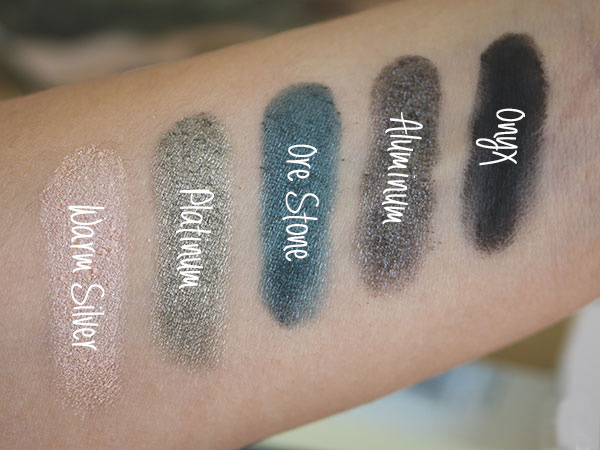 Warm Silver
Platinum
Ore Stone
Aluminum
Onyx